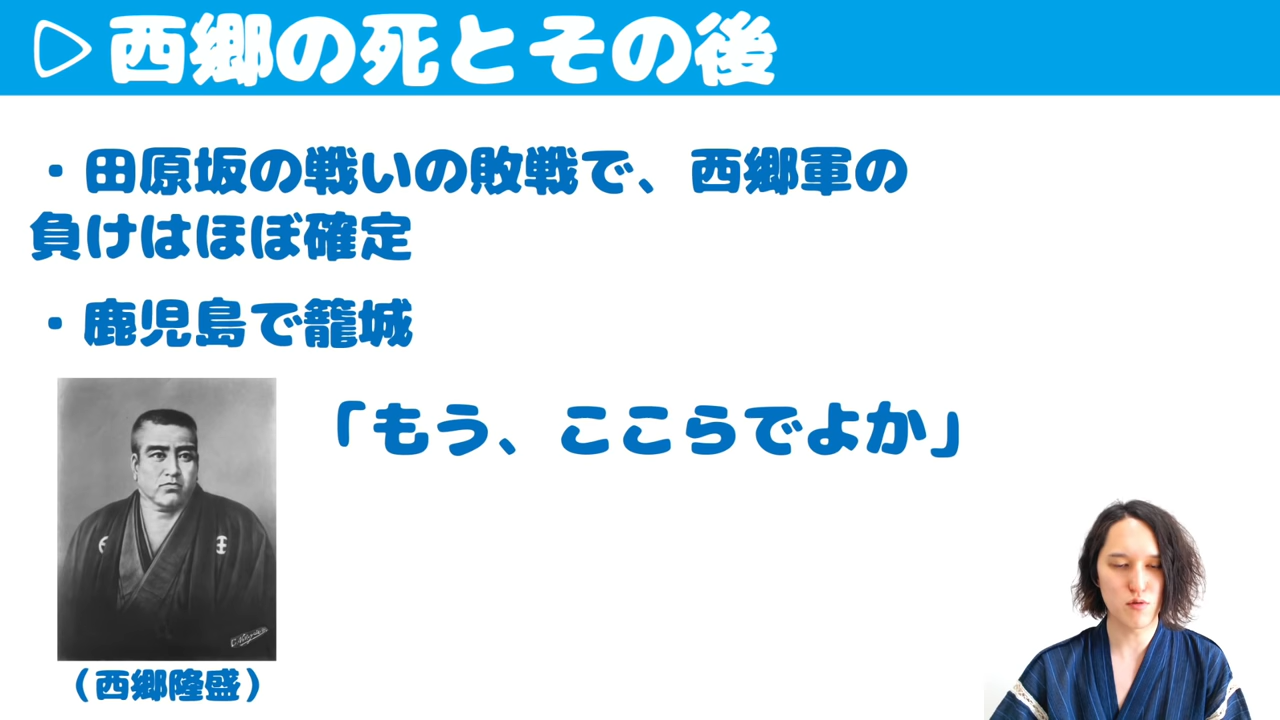 西郷の死とその後
・田原坂の戦いの敗戦で、西郷軍の
負けはほぼ確定
・鹿児島で籠城
「もう、ここらでよか」
（西郷隆盛）